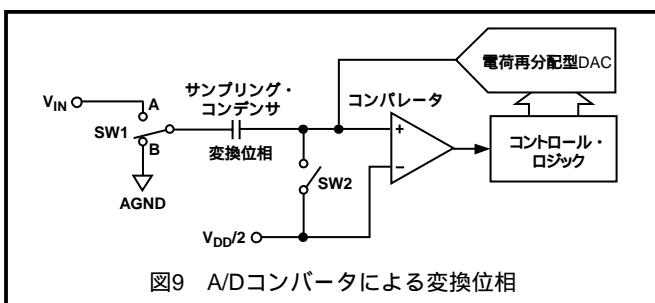 電荷再分配型DAC
サンプリング・
コンデンサ
コンパレータ
VIN
A
SW1
B
変換位相
+
−
コントロール・
ロジック
SW2
AGND
VDD/2
図9 A/Dコンバータによる変換位相